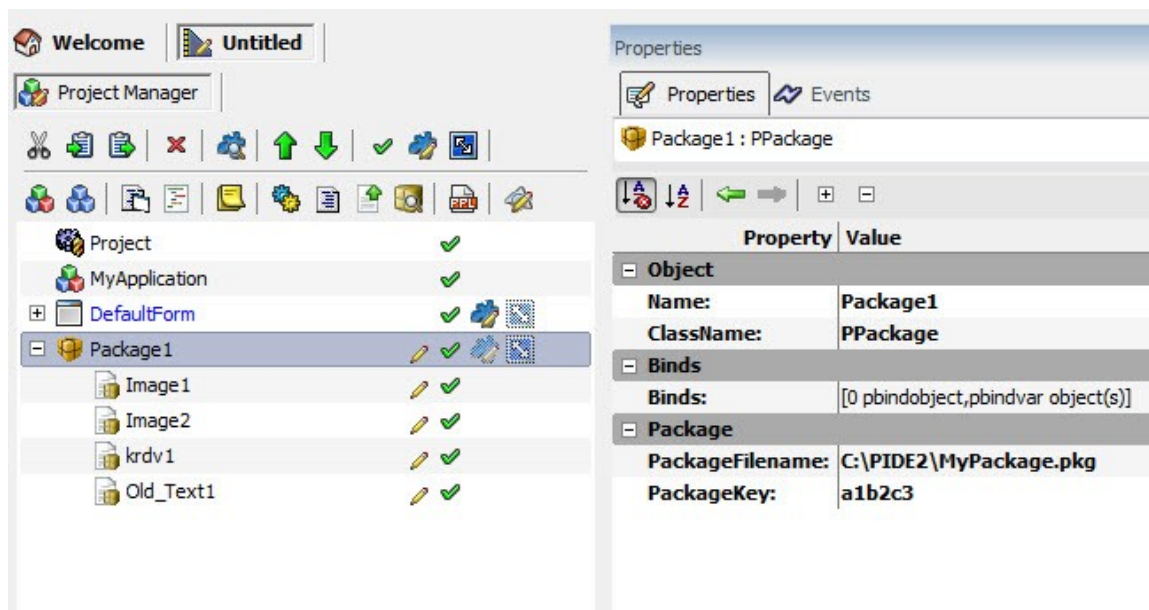 Welcome
Untitled
Project Manager
Project
MyApplication
DefaultForm
Package1
Image1
Image2
krdv1
Old_Text1
Properties
Properties
Events
Package1 : PPackage
Property Value
Object
Name: Package1
ClassName: PPackage
Binds
Binds: [0 pbindobject,pbindvar object(s)]
Package
PackageFilename: C:\PIDE2\MyPackage.pkg
PackageKey: a1b2c3